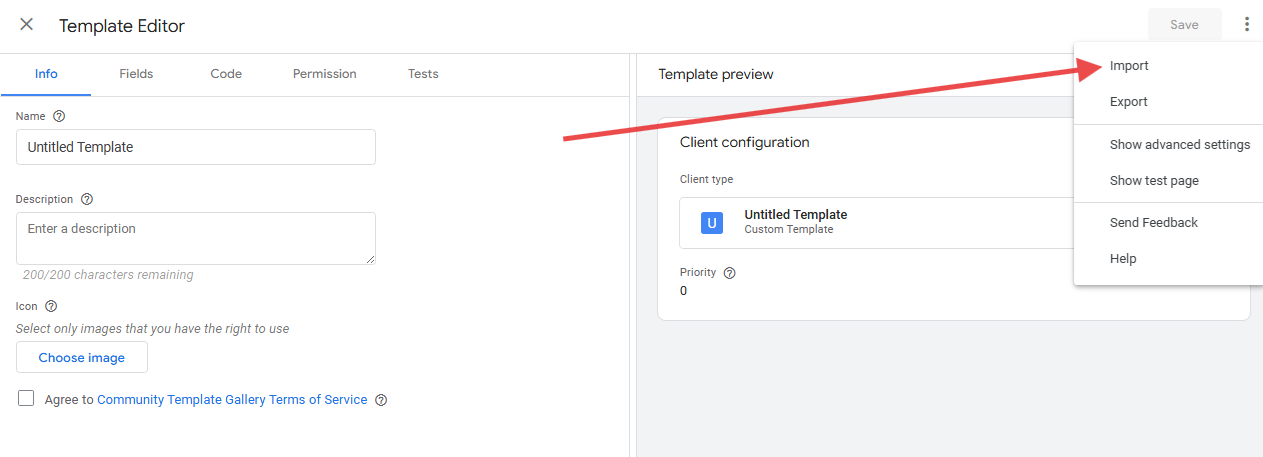 Template Editor
Save
Info
Fields
Code
Permission
Tests
Name
Untitled Template
Description
Enter a description
200/200 characters remaining
Icon
Select only images that you have the right to use
Choose image
Agree to Community Template Gallery Terms of Service
Template preview
Client configuration
Client type
U
Untitled Template
Custom Template
Priority
0
Import
Export
Show advanced settings
Show test page
Send Feedback
Help